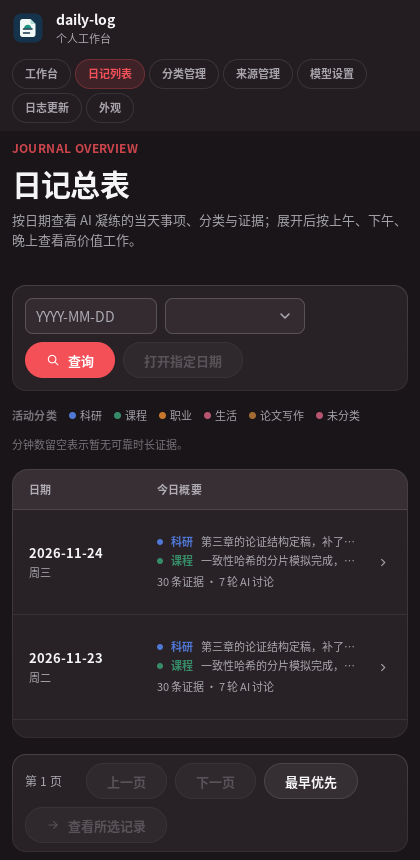 daily-log
个人工作台
工作台 日记列表 分类管理 来源管理 模型设置
日志更新 外观
JOURNAL OVERVIEW
日记总表
按日期查看 AI 凝练的当天事项、分类与证据；展开后按上午、下午、
晚上查看高价值工作。
YYYY-MM-DD
查询 打开指定日期
活动分类 科研 课程 职业 生活 论文写作 未分类
分钟数留空表示暂无可靠时长证据。
日期 今日概要
2026-11-24
周三
科研 第三章的论证结构定稿，补了…
课程 一致性哈希的分片模拟完成，…
30 条证据 · 7 轮 AI 讨论
2026-11-23
周二
科研 第三章的论证结构定稿，补了…
课程 一致性哈希的分片模拟完成，…
30 条证据 · 7 轮 AI 讨论
第 1 页 上一页 下一页 最早优先
查看所选记录